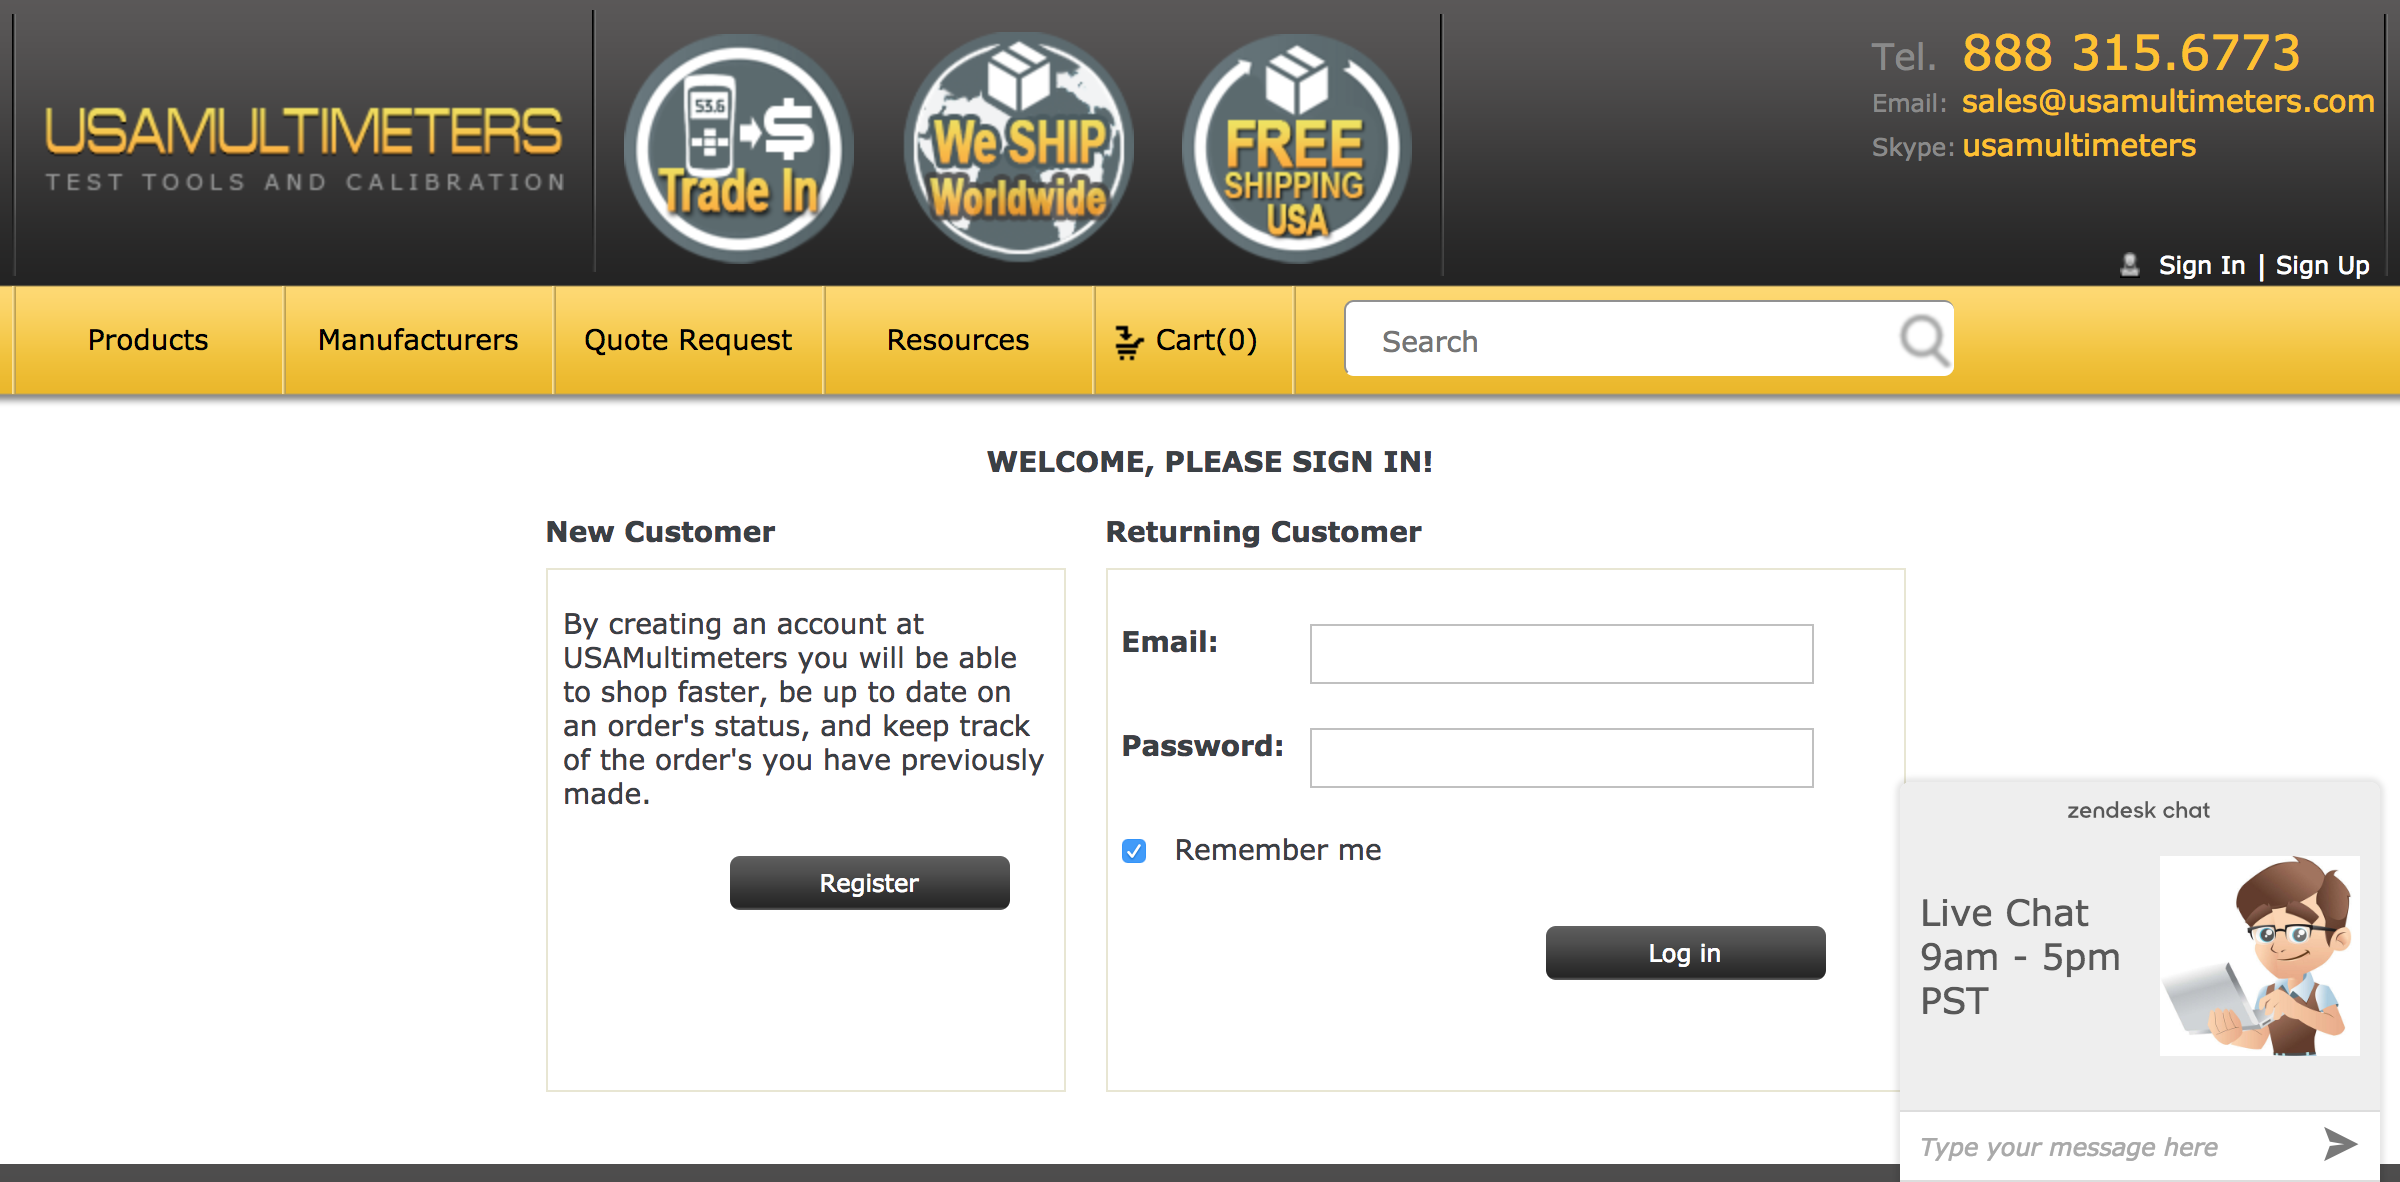 USAMULTIMETERS
TEST TOOLS AND CALIBRATION
53.6
$
Trade In
We SHIP
Worldwide
FREE
SHIPPING
USA
Tel. 888 315.6773
Email: sales@usamultimeters.com
Skype: usamultimeters
Sign In | Sign Up
Products Manufacturers Quote Request Resources Cart(0) Search
WELCOME, PLEASE SIGN IN!
New Customer
By creating an account at
USAMultimeters you will be able
to shop faster, be up to date on
an order's status, and keep track
of the order's you have previously
made.
Register
Returning Customer
Email:
Password:
Remember me
Log in
zendesk chat
Live Chat
9am - 5pm
PST
Type your message here